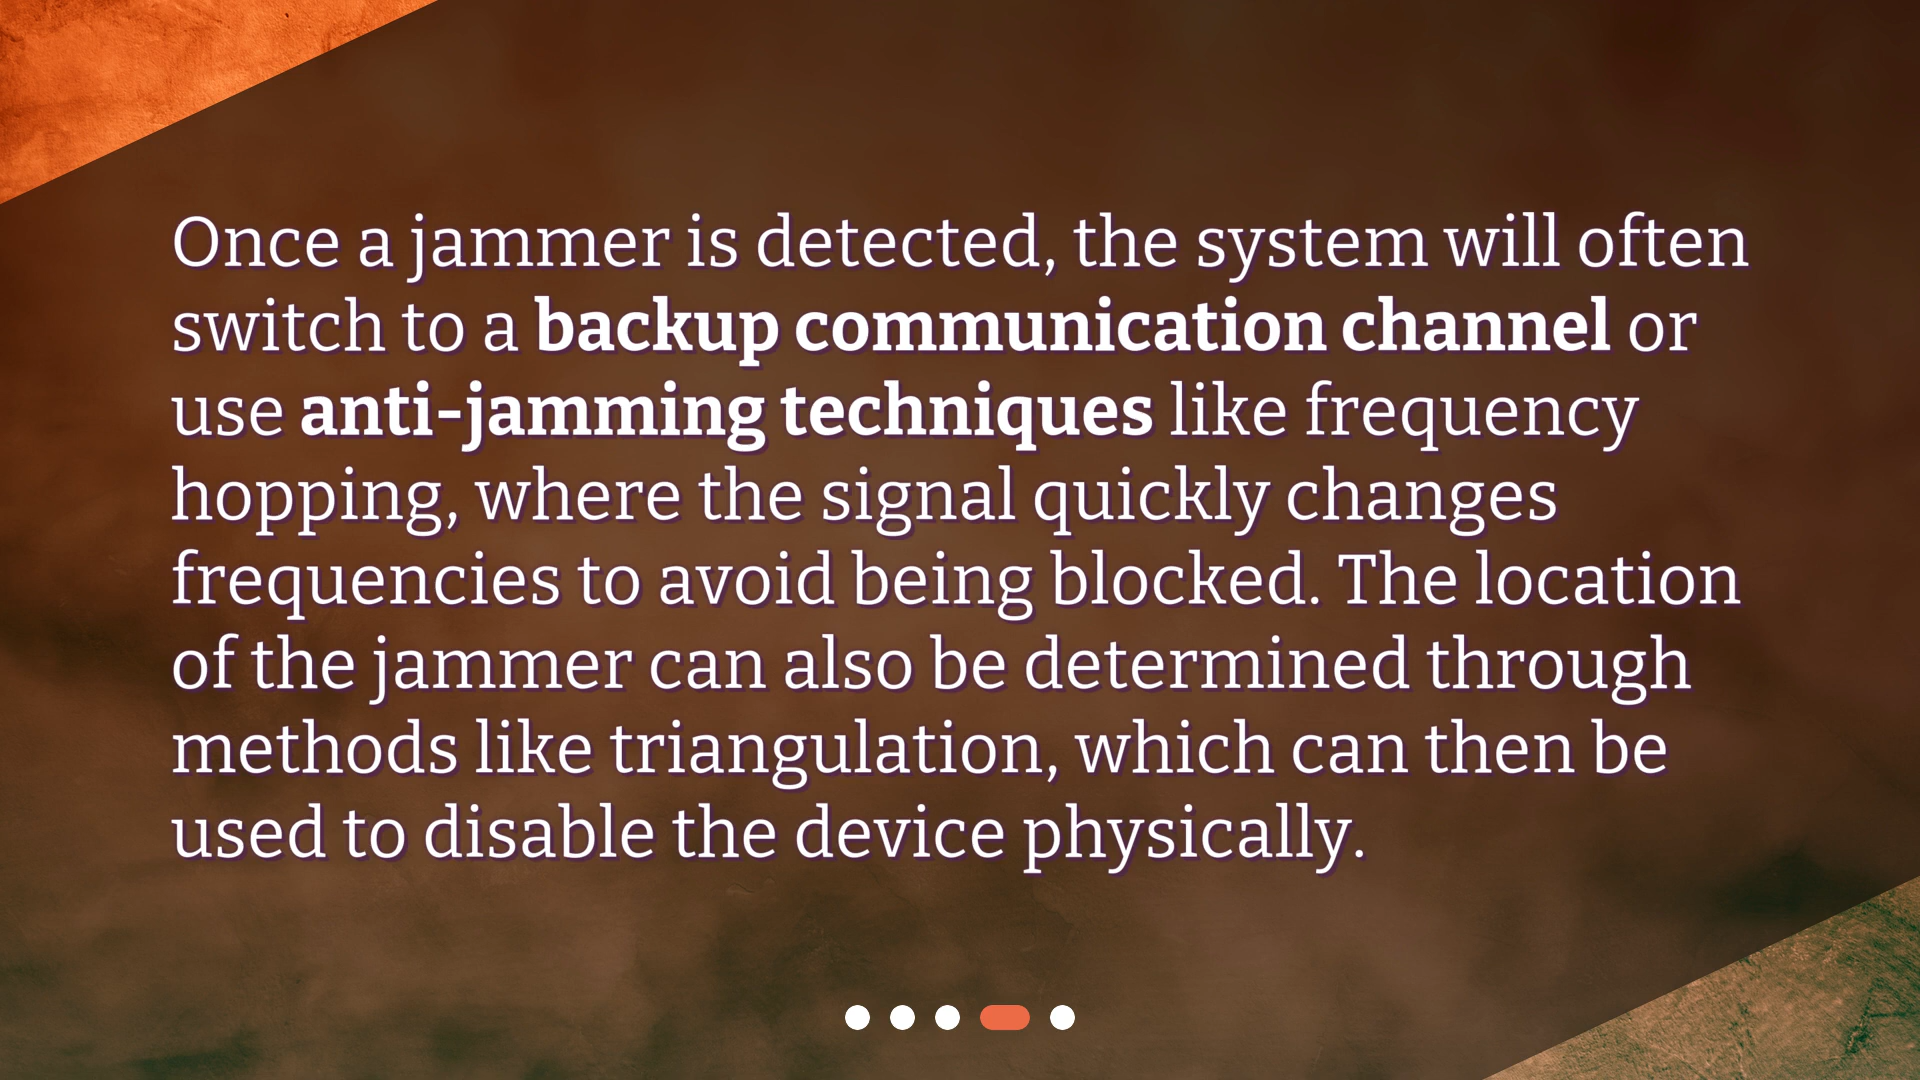 Once a jammer is detected, the system will often
switch to a backup communication channel or
use anti-jamming techniques like frequency
hopping, where the signal quickly changes
frequencies to avoid being blocked. The location
of the jammer can also be determined through
methods like triangulation, which can then be
used to disable the device physically.